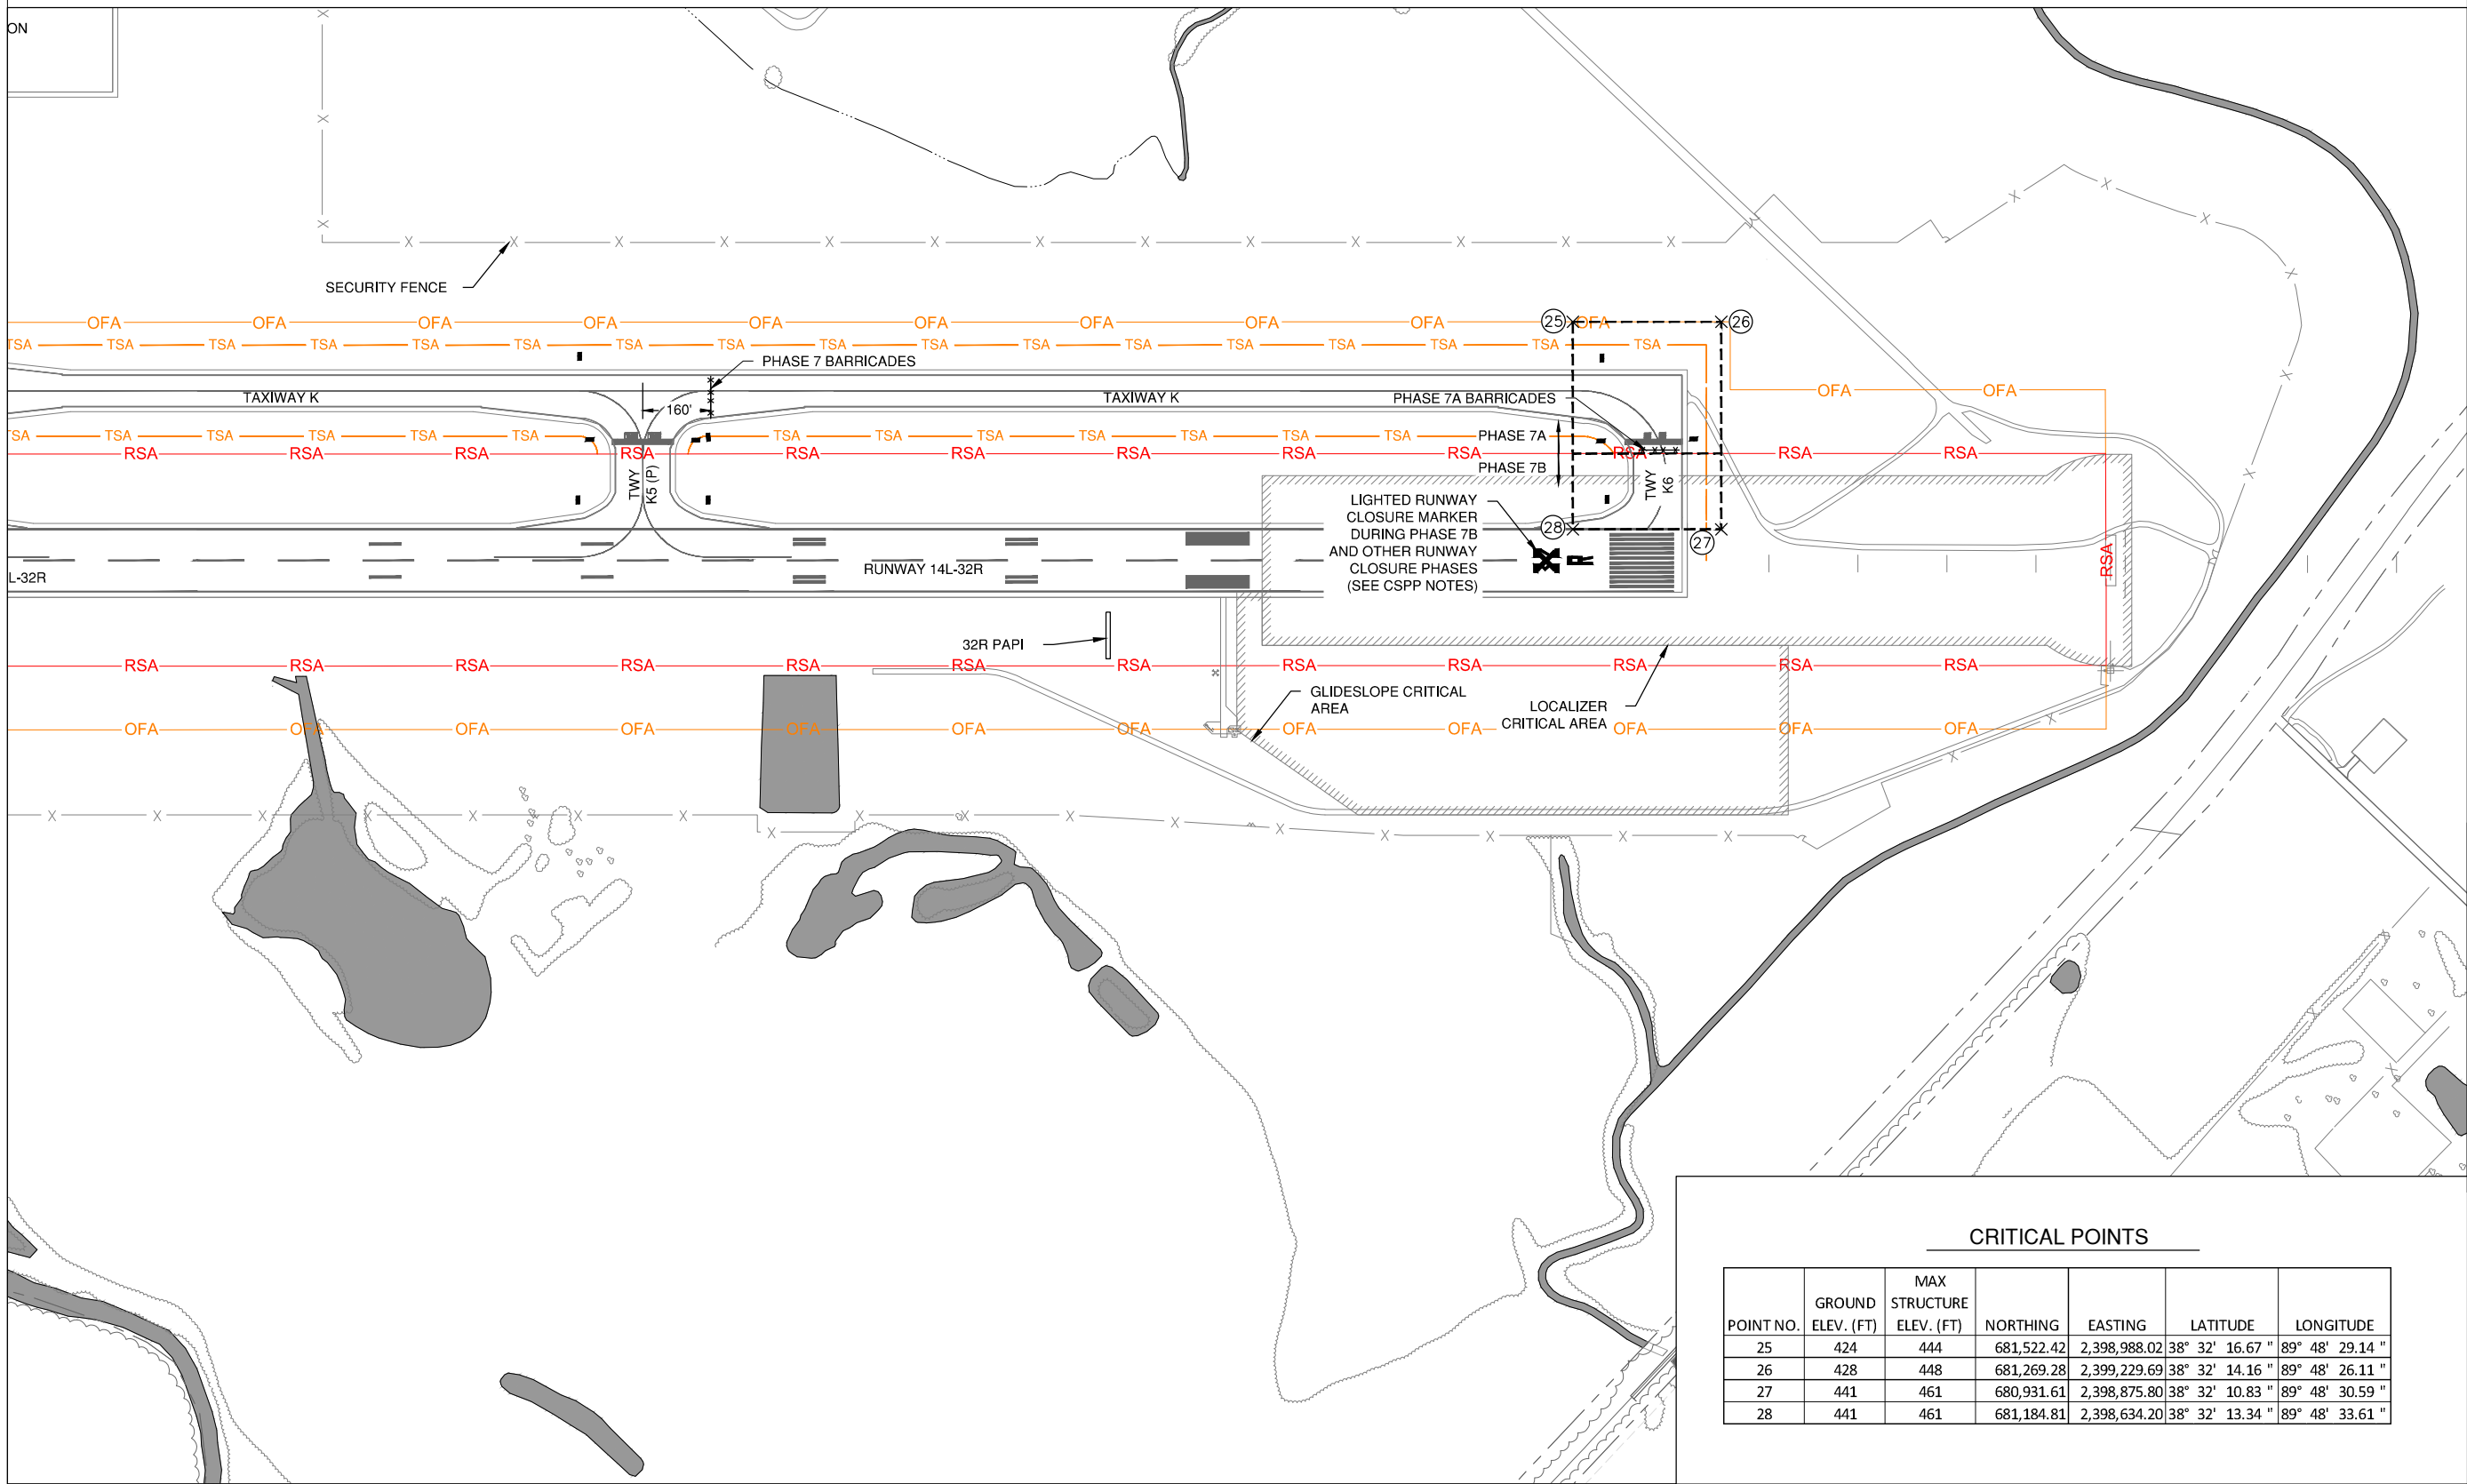 ON
SECURITY FENCE
OFA OFA OFA OFA OFA OFA OFA OFA OFA OFA
25
26
TSA TSA TSA TSA TSA TSA TSA TSA TSA TSA TSA TSA TSA TSA TSA TSA TSA
PHASE 7 BARRICADES
OFA OFA
TAXIWAY K
160'
TAXIWAY K
PHASE 7A BARRICADES
TSA TSA TSA TSA TSA TSA
TSA TSA TSA TSA TSA TSA TSA
PHASE 7A
RSA RSA RSA RSA RSA RSA RSA RSA RSA RSA RSA RSA
PHASE 7B
TWY
K5 (P)
TWY
K6
LIGHTED RUNWAY
CLOSURE MARKER
DURING PHASE 7B
AND OTHER RUNWAY
CLOSURE PHASES
(SEE CSPP NOTES)
28
27
RSA
L-32R
RUNWAY 14L-32R
32R PAPI
RSA RSA RSA RSA RSA RSA RSA RSA RSA RSA RSA RSA
GLIDESLOPE CRITICAL
AREA
LOCALIZER
CRITICAL AREA
OFA OFA OFA OFA OFA OFA OFA OFA OFA OFA OFA OFA
CRITICAL POINTS
POINT NO. GROUND ELEV. (FT) MAX STRUCTURE ELEV. (FT) NORTHING EASTING LATITUDE LONGITUDE
25 424 444 681,522.42 2,398,988.02 38° 32' 16.67 " 89° 48' 29.14 "
26 428 448 681,269.28 2,399,229.69 38° 32' 14.16 " 89° 48' 26.11 "
27 441 461 680,931.61 2,398,875.80 38° 32' 10.83 " 89° 48' 30.59 "
28 441 461 681,184.81 2,398,634.20 38° 32' 13.34 " 89° 48' 33.61 "